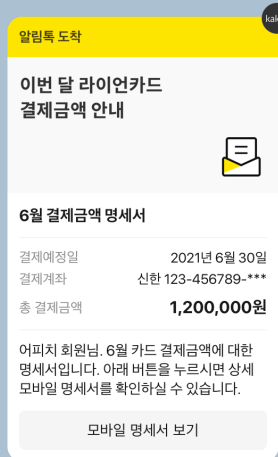 kak
알림톡 도착
이번 달 라이언카드
결제금액 안내
6월 결제금액 명세서
결제예정일 2021년 6월 30일
결제계좌 신한 123-456789-***
총 결제금액 1,200,000원
어피치 회원님. 6월 카드 결제금액에 대한
명세서입니다. 아래 버튼을 누르시면 상세
모바일 명세서를 확인하실 수 있습니다.
모바일 명세서 보기